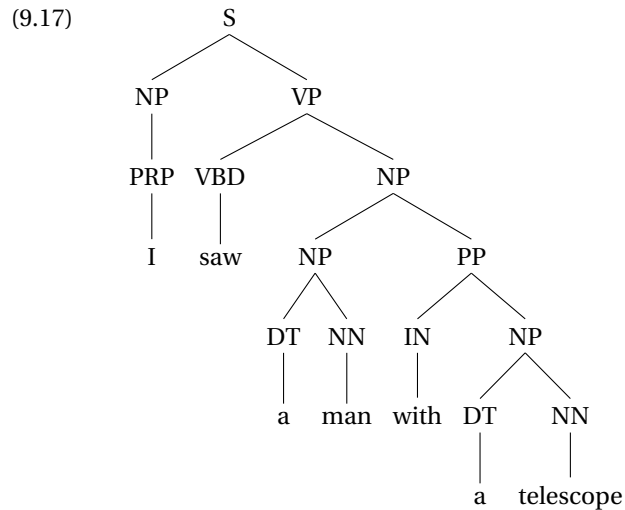 (9.17) S
NP VP
PRP VBD NP
I saw NP PP
DT NN IN NP
a man with DT NN
a telescope